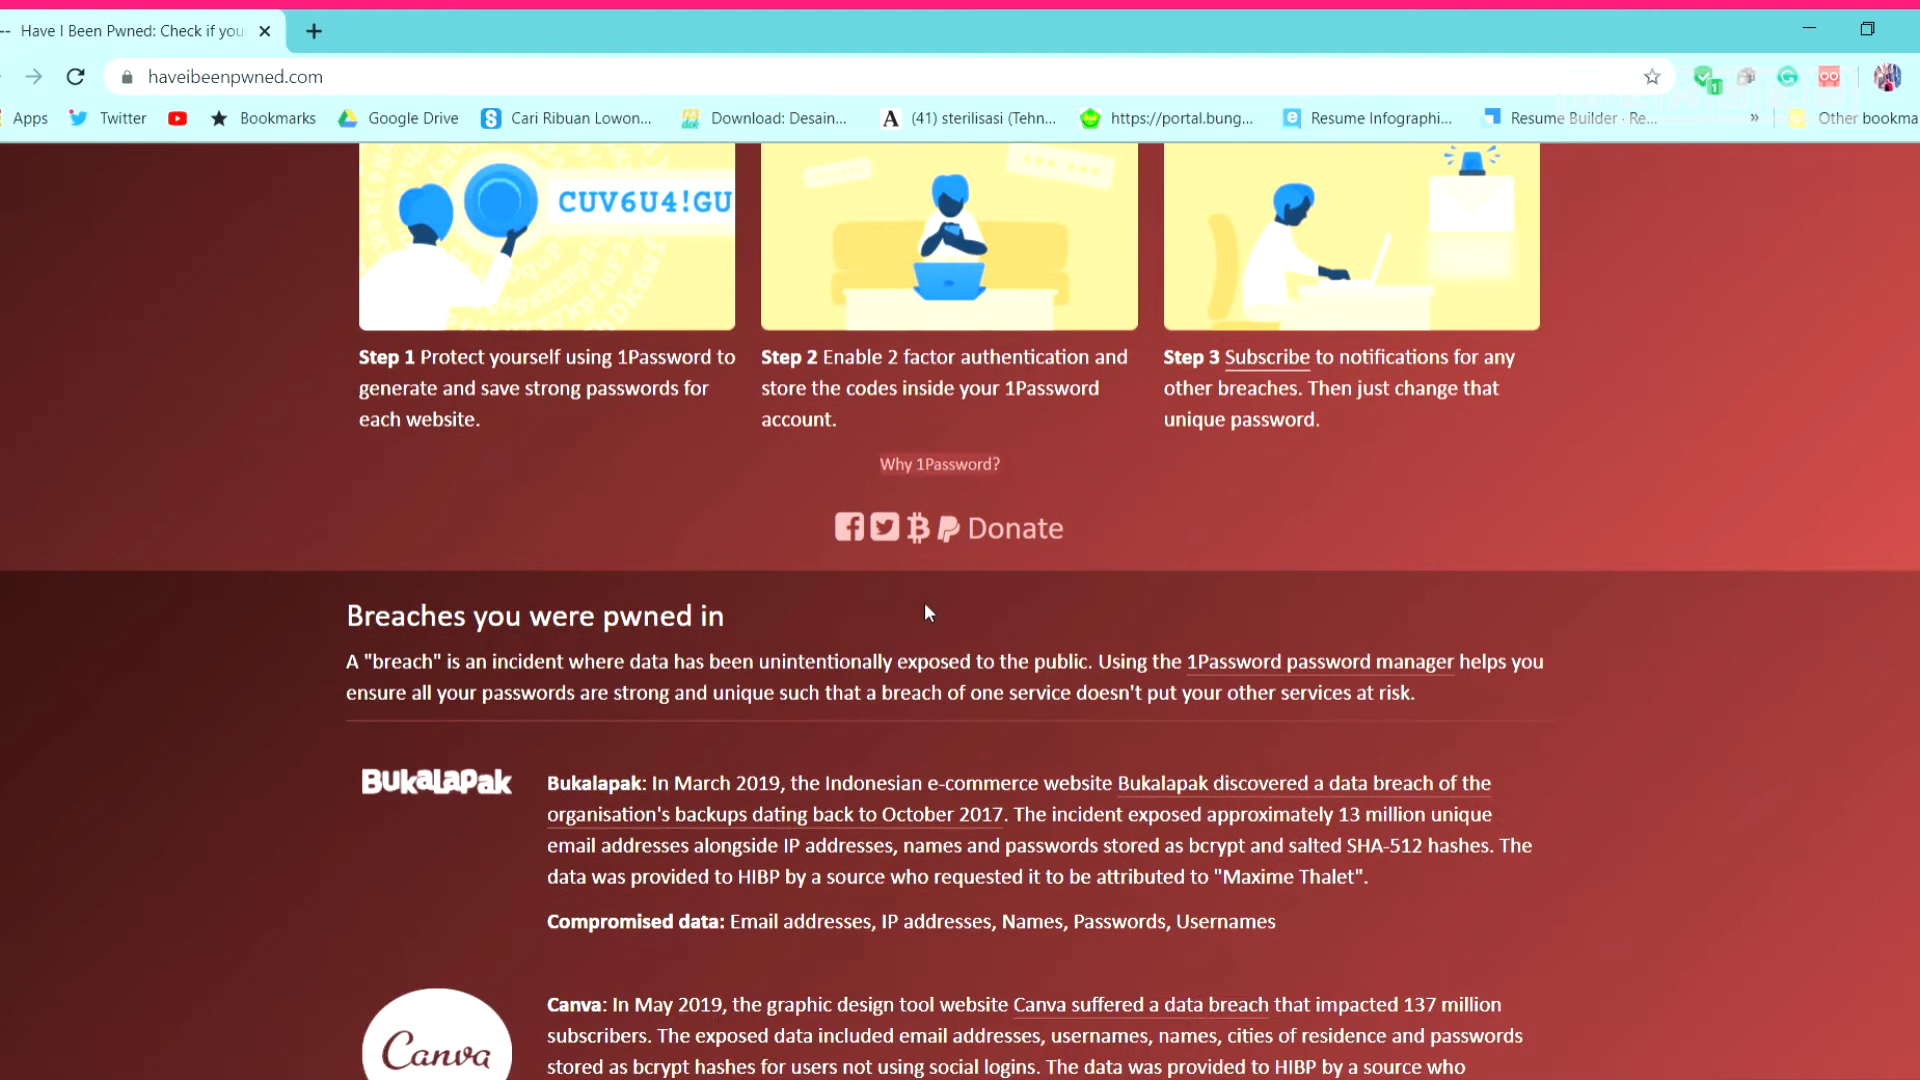 Have I Been Pwned: Check if you
haveibeenpwned.com
1
Apps
Twitter
Bookmarks
Google Drive
Cari Ribuan Lowon...
Download: Desain...
(41) sterilisasi (Tehn...
https://portal.bung...
Resume Infographi...
Resume Builder · Re...
»
Other bookma
CUV6U4!GU
Step 1 Protect yourself using 1Password to
generate and save strong passwords for
each website.
Step 2 Enable 2 factor authentication and
store the codes inside your 1Password
account.
Step 3 Subscribe to notifications for any
other breaches. Then just change that
unique password.
Why 1Password?
Donate
Breaches you were pwned in
A "breach" is an incident where data has been unintentionally exposed to the public. Using the 1Password password manager helps you
ensure all your passwords are strong and unique such that a breach of one service doesn't put your other services at risk.
Bukalapak
Bukalapak: In March 2019, the Indonesian e-commerce website Bukalapak discovered a data breach of the
organisation's backups dating back to October 2017. The incident exposed approximately 13 million unique
email addresses alongside IP addresses, names and passwords stored as bcrypt and salted SHA-512 hashes. The
data was provided to HIBP by a source who requested it to be attributed to "Maxime Thalet".
Compromised data: Email addresses, IP addresses, Names, Passwords, Usernames
Canva
Canva: In May 2019, the graphic design tool website Canva suffered a data breach that impacted 137 million
subscribers. The exposed data included email addresses, usernames, names, cities of residence and passwords
stored as bcrypt hashes for users not using social logins. The data was provided to HIBP by a source who